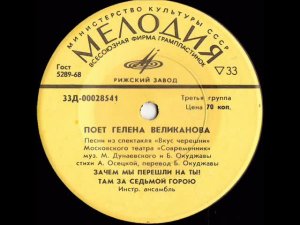 МИНИСТЕРСТВО КУЛЬТУРЫ СССР
МЕЛОДИЯ
ВСЕСОЮЗНАЯ ФИРМА ГРАМПЛАСТИНОК
Гост
5289-68
▽33
РИЖСКИЙ ЗАВОД
33Д-00028541
Третья группа
Цена 70 коп.
ПОЕТ ГЕЛЕНА ВЕЛИКАНОВА
Песни из спектакля «Вкус черешни»
Московского театра «Современник»
муз. М. Дунаевского и Б. Окуджавы
стихи А. Осецкой, перевод Б. Окуджавы
ЗАЧЕМ МЫ ПЕРЕШЛИ НА ТЫ!
ТАМ ЗА СЕДЬМОЙ ГОРОЮ
Инстр. ансамбль